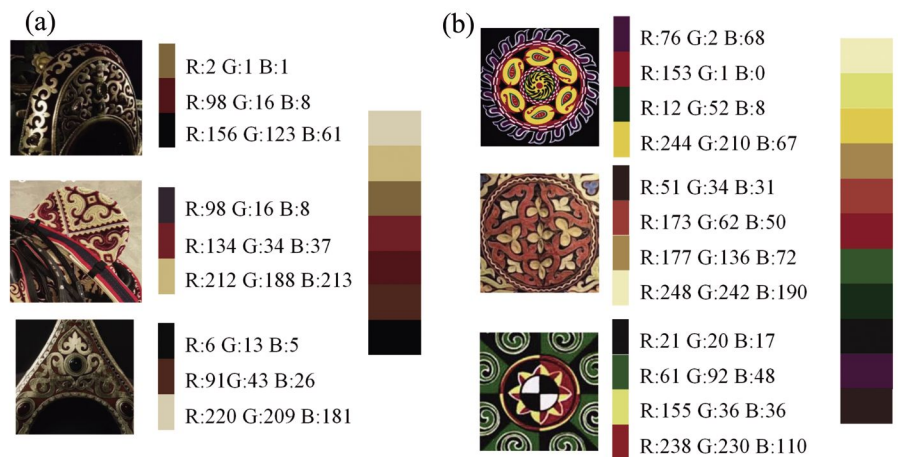 (a)
R:2 G:1 B:1
R:98 G:16 B:8
R:156 G:123 B:61
R:98 G:16 B:8
R:134 G:34 B:37
R:212 G:188 B:213
R:6 G:13 B:5
R:91G:43 B:26
R:220 G:209 B:181
(b)
R:76 G:2 B:68
R:153 G:1 B:0
R:12 G:52 B:8
R:244 G:210 B:67
R:51 G:34 B:31
R:173 G:62 B:50
R:177 G:136 B:72
R:248 G:242 B:190
R:21 G:20 B:17
R:61 G:92 B:48
R:155 G:36 B:36
R:238 G:230 B:110